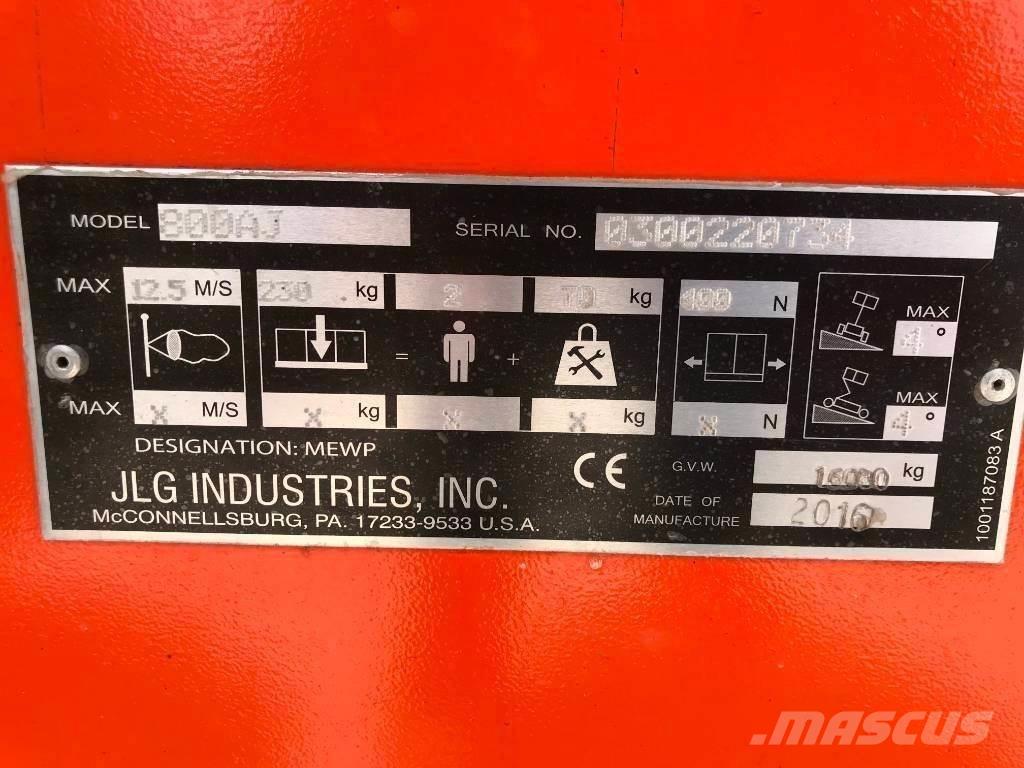 MODEL 800AJ SERIAL NO. 0300220734
MAX 12.5 M/S 230 kg 2 70 kg 400 N
MAX 4°
=  +
MAX 4°
MAX X M/S X kg X X kg X N
DESIGNATION: MEWP
JLG INDUSTRIES, INC.
McCONNELLSBURG, PA. 17233-9533 U.S.A.
CE
G.V.W. kg
DATE OF
MANUFACTURE 2016
1001187083 A
MASCUS